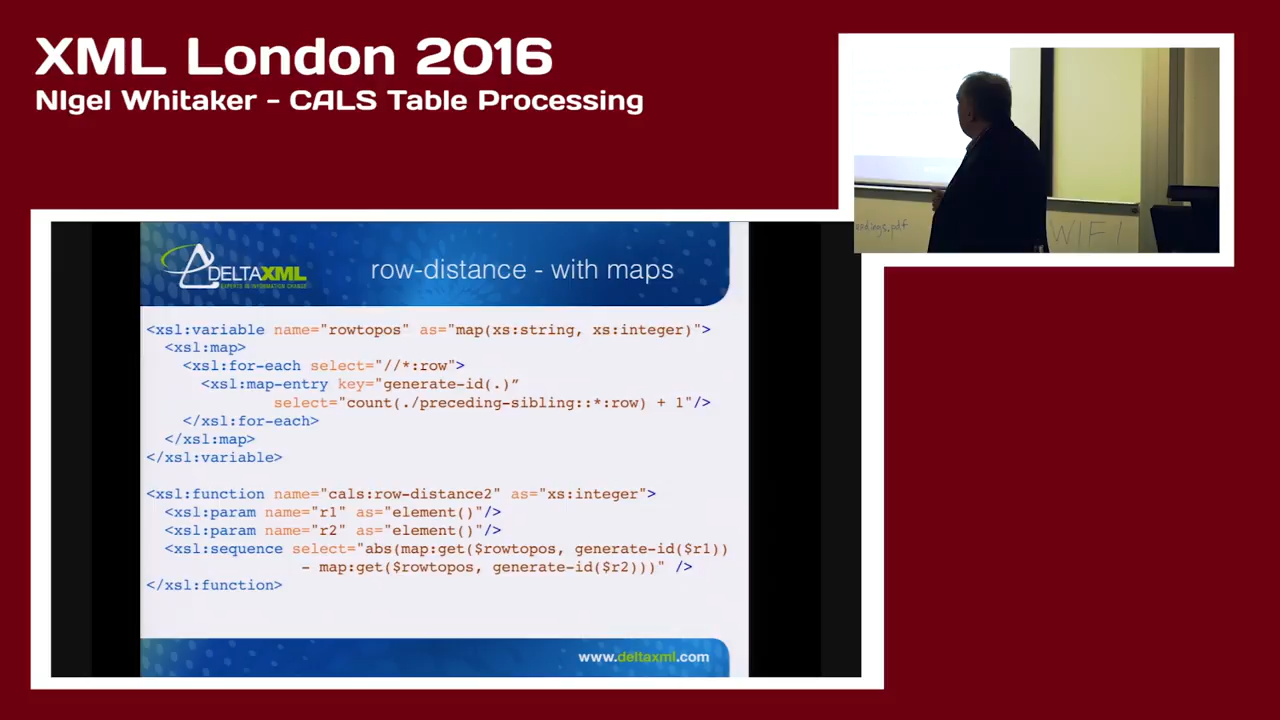 XML London 2016
NIgel Whitaker - CALS Table Processing
WIFI
DELTAXML
EXPERTS IN INFORMATION CHANGE
row-distance - with maps
<xsl:variable name="rowtopos" as="map(xs:string, xs:integer)">
<xsl:map>
<xsl:for-each select="//*:row">
<xsl:map-entry key="generate-id(.)”
select="count(./preceding-sibling::*:row) + 1"/>
</xsl:for-each>
</xsl:map>
</xsl:variable>
<xsl:function name="cals:row-distance2" as="xs:integer">
<xsl:param name="r1" as="element()"/>
<xsl:param name="r2" as="element()"/>
<xsl:sequence select="abs(map:get($rowtopos, generate-id($r1))
- map:get($rowtopos, generate-id($r2)))" />
</xsl:function>
www.deltaxml.com